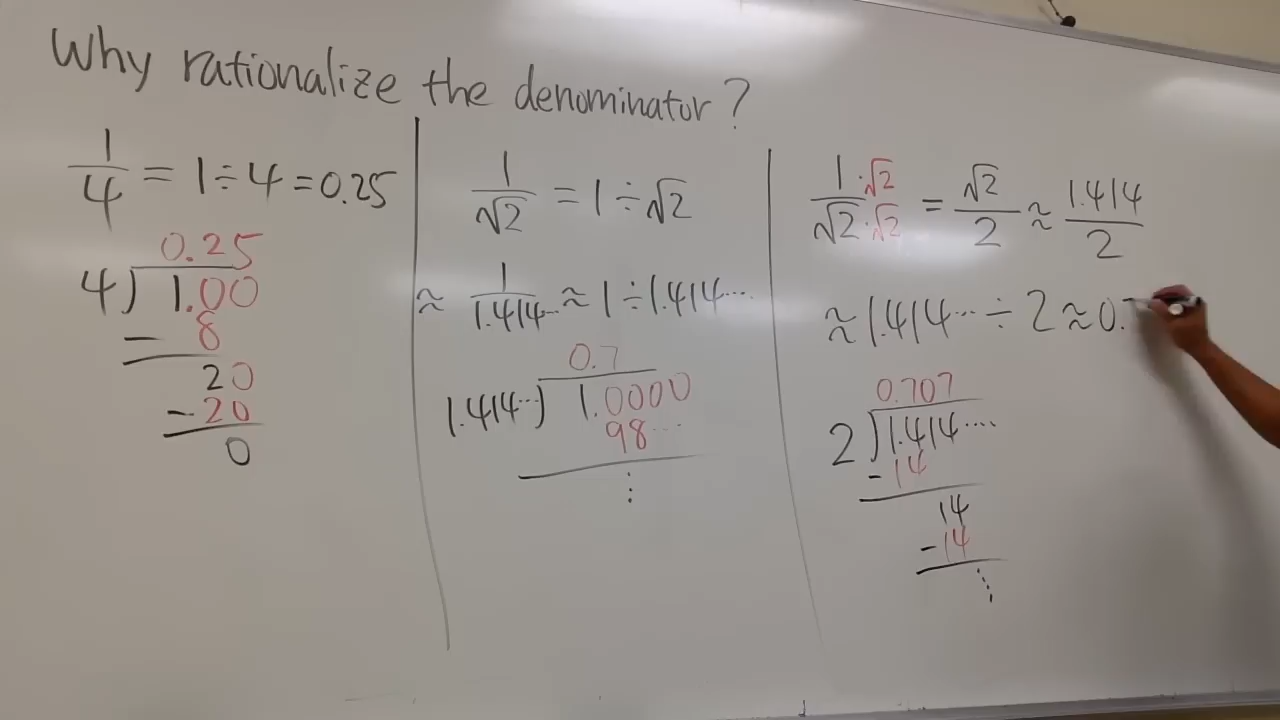 Why rationalize the denominator?
1/4 = 1÷4=0.25
0.25
4) 1.00
− 8
20
−20
0
1/√2 = 1÷√2
≈ 1/1.414... ≈ 1÷1.414...
0.7
1.414...) 1.0000
98...
⋮
1·√2/√2·√2 = √2/2 ≈ 1.414/2
≈ 1.414... ÷ 2 ≈ 0.7
0.707
2) 1.414....
−14
14
−14
⋱